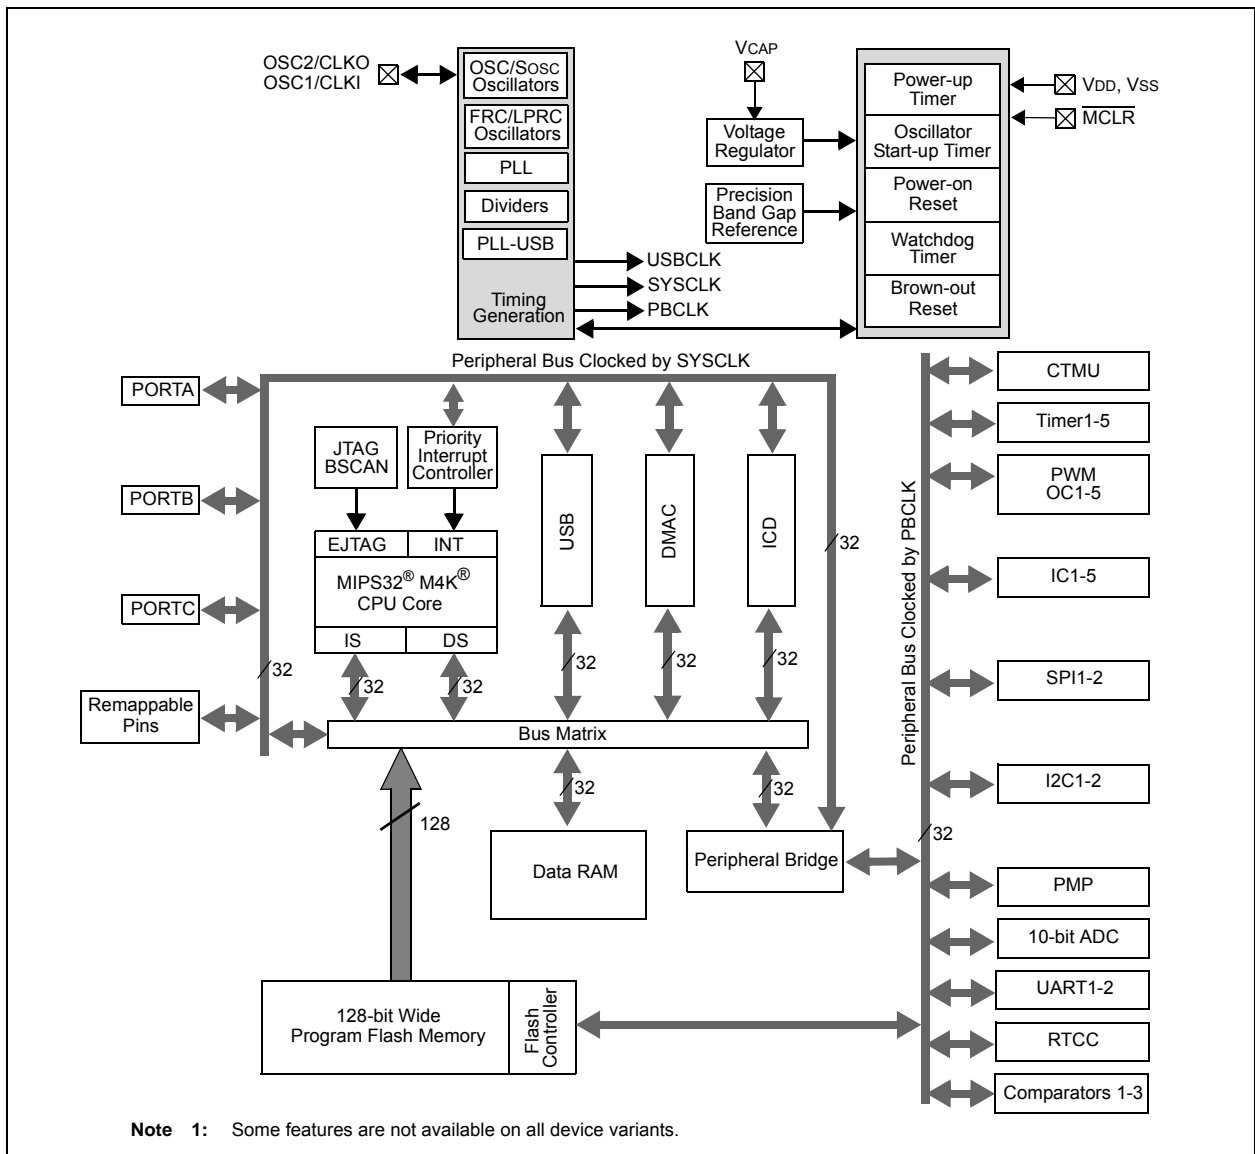 OSC2/CLKO
OSC1/CLKI
OSC/SOSC
Oscillators
FRC/LPRC
Oscillators
PLL
Dividers
PLL-USB
Timing
Generation
USBCLK
SYSCLK
PBCLK
VCAP
Voltage
Regulator
Precision
Band Gap
Reference
Power-up
Timer
Oscillator
Start-up Timer
Power-on
Reset
Watchdog
Timer
Brown-out
Reset
VDD, VSS
MCLR
Peripheral Bus Clocked by SYSCLK
PORTA
PORTB
PORTC
Remappable
Pins
32
JTAG
BSCAN
Priority
Interrupt
Controller
EJTAG
INT
MIPS32® M4K®
CPU Core
IS
DS
32
32
USB
32
DMAC
32
ICD
32
32
Bus Matrix
128
32
Data RAM
32
Peripheral Bridge
128-bit Wide
Program Flash Memory
Flash
Controller
Peripheral Bus Clocked by PBCLK
32
CTMU
Timer1-5
PWM
OC1-5
IC1-5
SPI1-2
I2C1-2
PMP
10-bit ADC
UART1-2
RTCC
Comparators 1-3
Note 1: Some features are not available on all device variants.